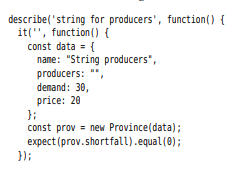 describe('string for producers', function() {
  it('', function() {
    const data = {
      name: "String producers",
      producers: "",
      demand: 30,
      price: 20
    };
    const prov = new Province(data);
    expect(prov.shortfall).equal(0);
  });